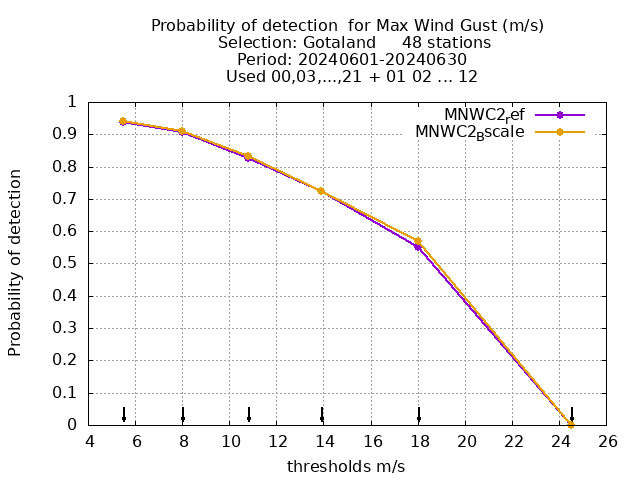 Probability of detection  for Max Wind Gust (m/s)
Selection: Gotaland     48 stations
Period: 20240601-20240630
Used 00,03,...,21 + 01 02 ... 12
MNWC2_ref
MNWC2_Bscale
1
0.9
0.8
0.7
0.6
0.5
0.4
0.3
0.2
0.1
0
Probability of detection
4 6 8 10 12 14 16 18 20 22 24 26
thresholds m/s